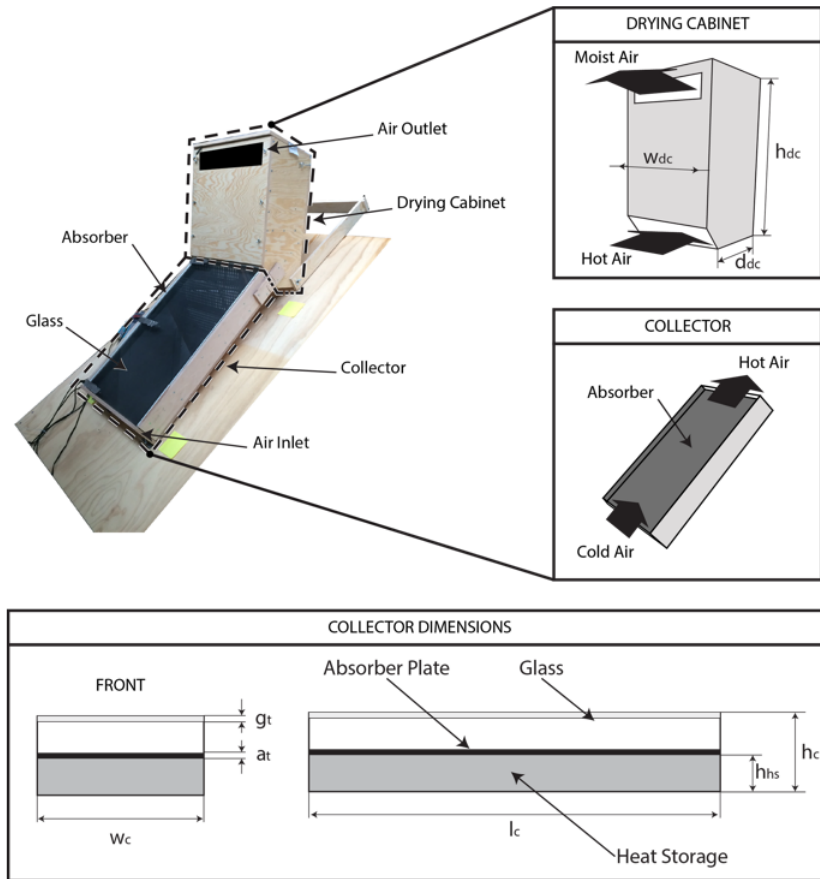 DRYING CABINET
Moist Air
Wdc
hdc
Hot Air
ddc
Air Outlet
Drying Cabinet
Absorber
Glass
Collector
Air Inlet
COLLECTOR
Hot Air
Absorber
Cold Air
COLLECTOR DIMENSIONS
Absorber Plate
Glass
FRONT
gt
at
hc
hhs
wc
lc
Heat Storage